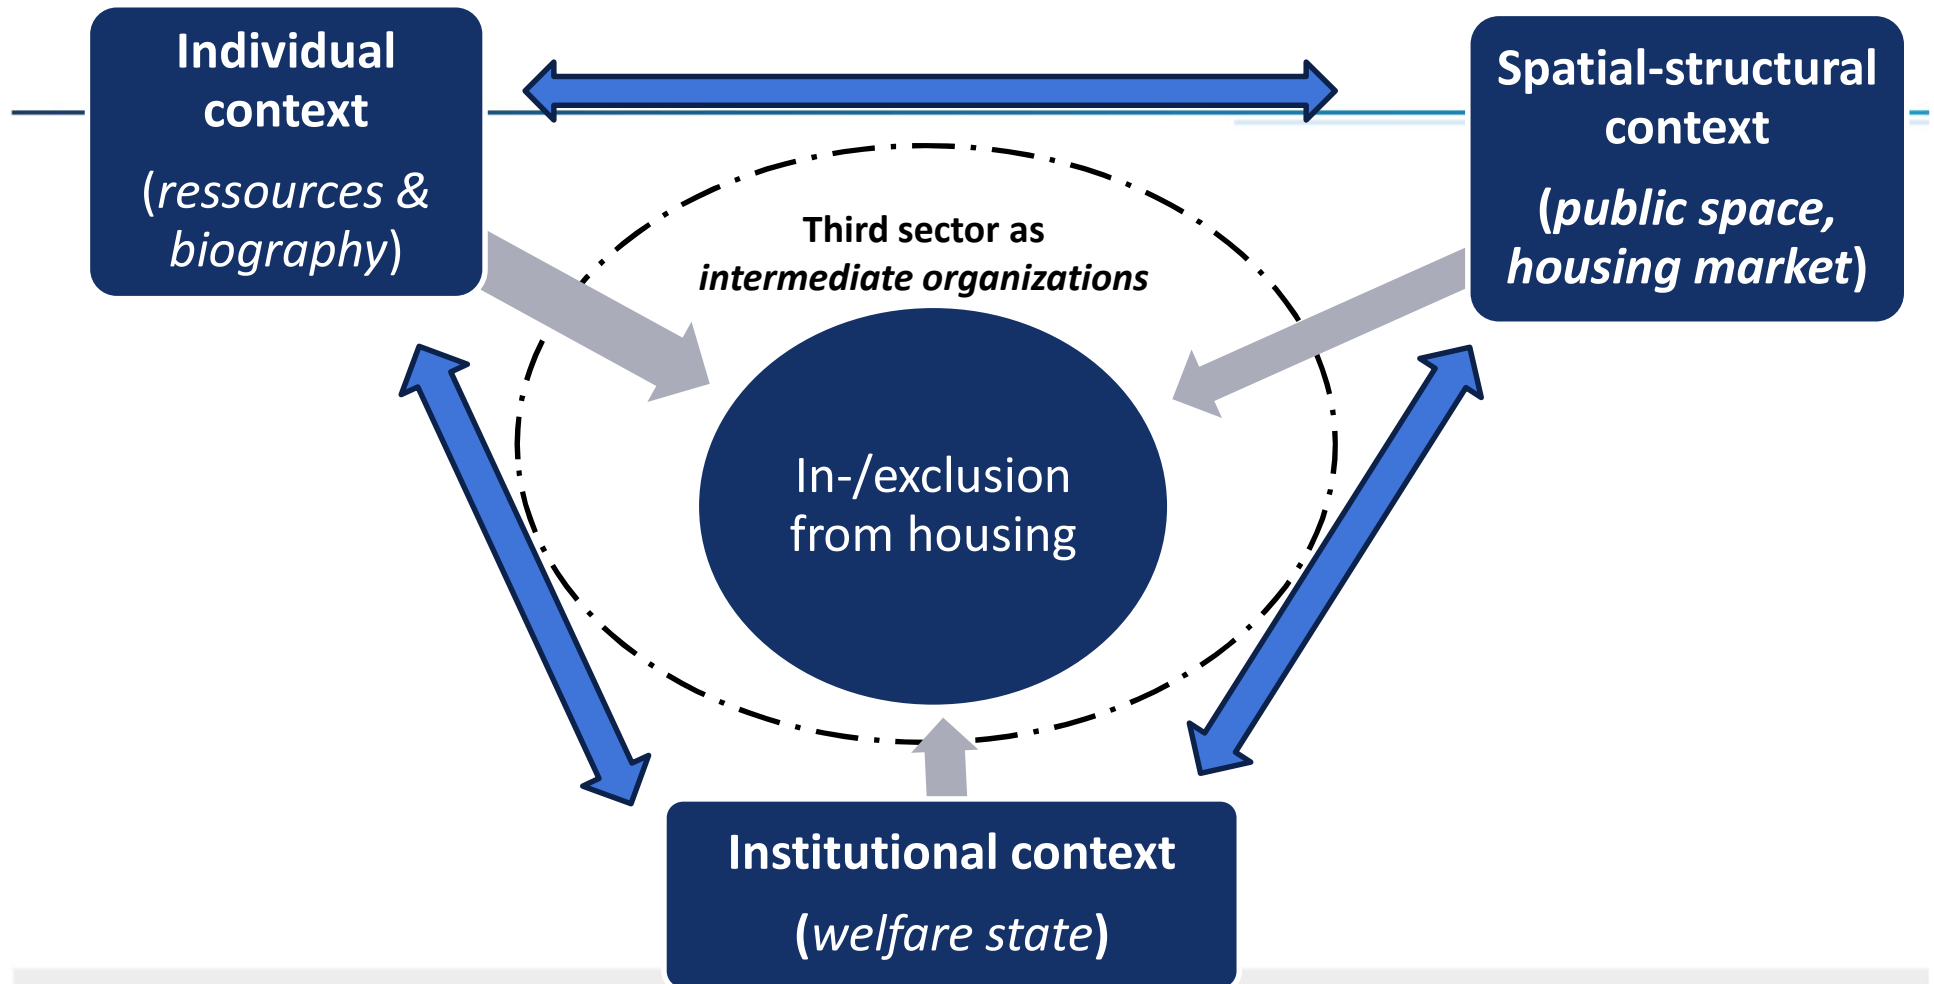 Individual
context
(ressources &
biography)
Spatial-structural
context
(public space,
housing market)
Third sector as
intermediate organizations
In-/exclusion
from housing
Institutional context
(welfare state)